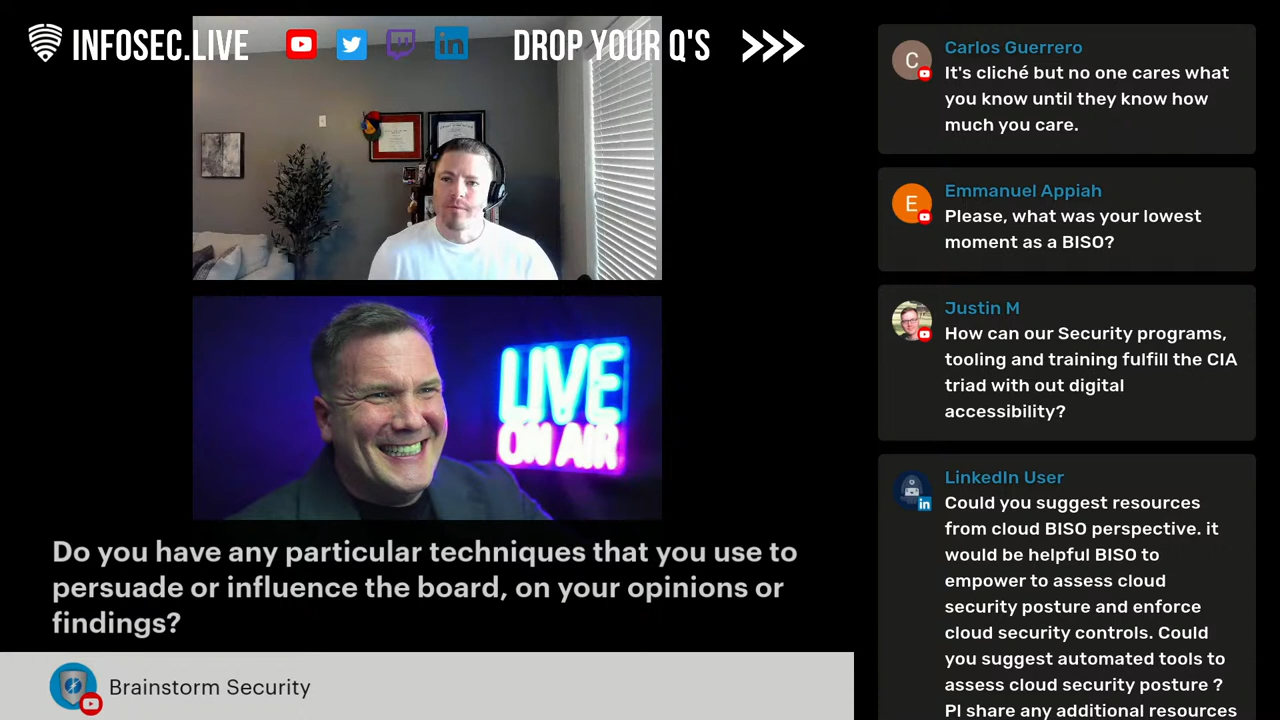 INFOSEC.LIVE
DROP YOUR Q'S >>>
LIVE
ON AIR
Do you have any particular techniques that you use to
persuade or influence the board, on your opinions or
findings?
Brainstorm Security
C
Carlos Guerrero
It's cliché but no one cares what
you know until they know how
much you care.
E
Emmanuel Appiah
Please, what was your lowest
moment as a BISO?
Justin M
How can our Security programs,
tooling and training fulfill the CIA
triad with out digital
accessibility?
LinkedIn User
Could you suggest resources
from cloud BISO perspective. it
would be helpful BISO to
empower to assess cloud
security posture and enforce
cloud security controls. Could
you suggest automated tools to
assess cloud security posture ?
Pl share any additional resources